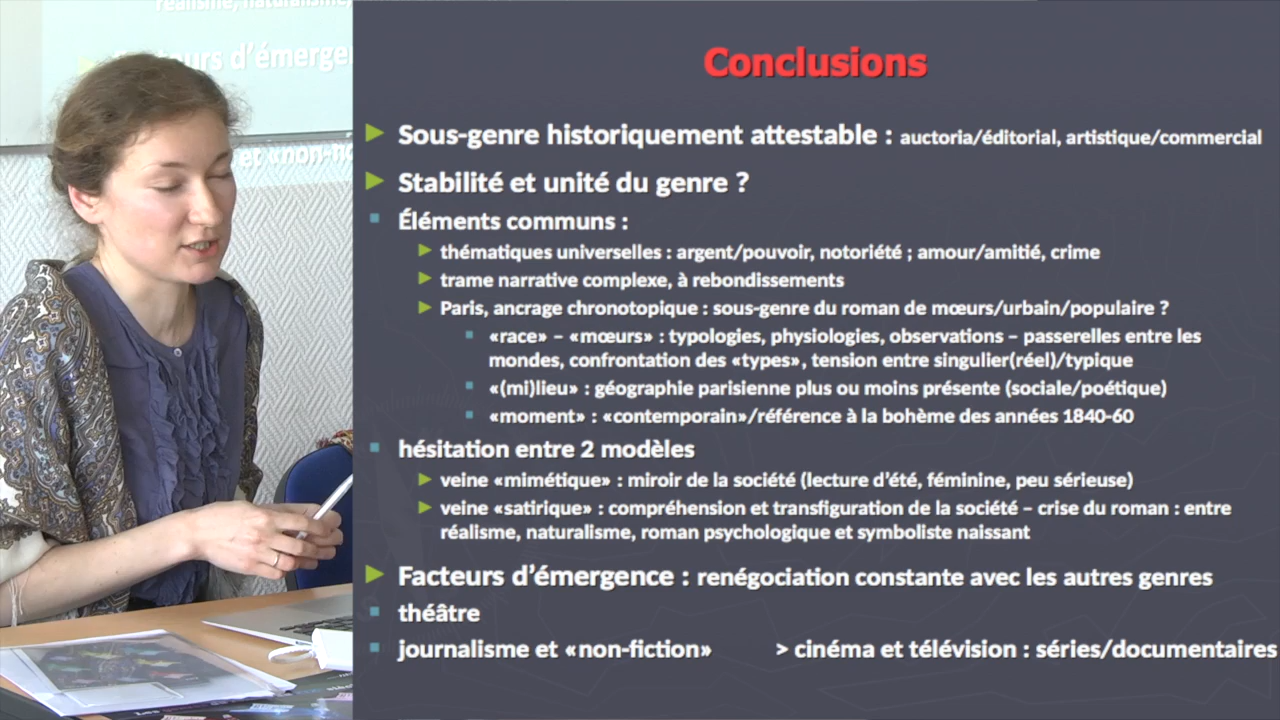 réalisme, naturalisme,
urs d'émerge
et «non-
Conclusions
Sous-genre historiquement attestable : auctoria/éditorial, artistique/commercial
Stabilité et unité du genre ?
Éléments communs :
thématiques universelles : argent/pouvoir, notoriété ; amour/amitié, crime
trame narrative complexe, à rebondissements
Paris, ancrage chronotopique : sous-genre du roman de mœurs/urbain/populaire ?
«race» – «mœurs» : typologies, physiologies, observations – passerelles entre les
mondes, confrontation des «types», tension entre singulier(réel)/typique
«(mi)lieu» : géographie parisienne plus ou moins présente (sociale/poétique)
«moment» : «contemporain»/référence à la bohème des années 1840-60
hésitation entre 2 modèles
veine «mimétique» : miroir de la société (lecture d'été, féminine, peu sérieuse)
veine «satirique» : compréhension et transfiguration de la société – crise du roman : entre
réalisme, naturalisme, roman psychologique et symboliste naissant
Facteurs d'émergence : renégociation constante avec les autres genres
théâtre
journalisme et «non-fiction» > cinéma et télévision : séries/documentaires